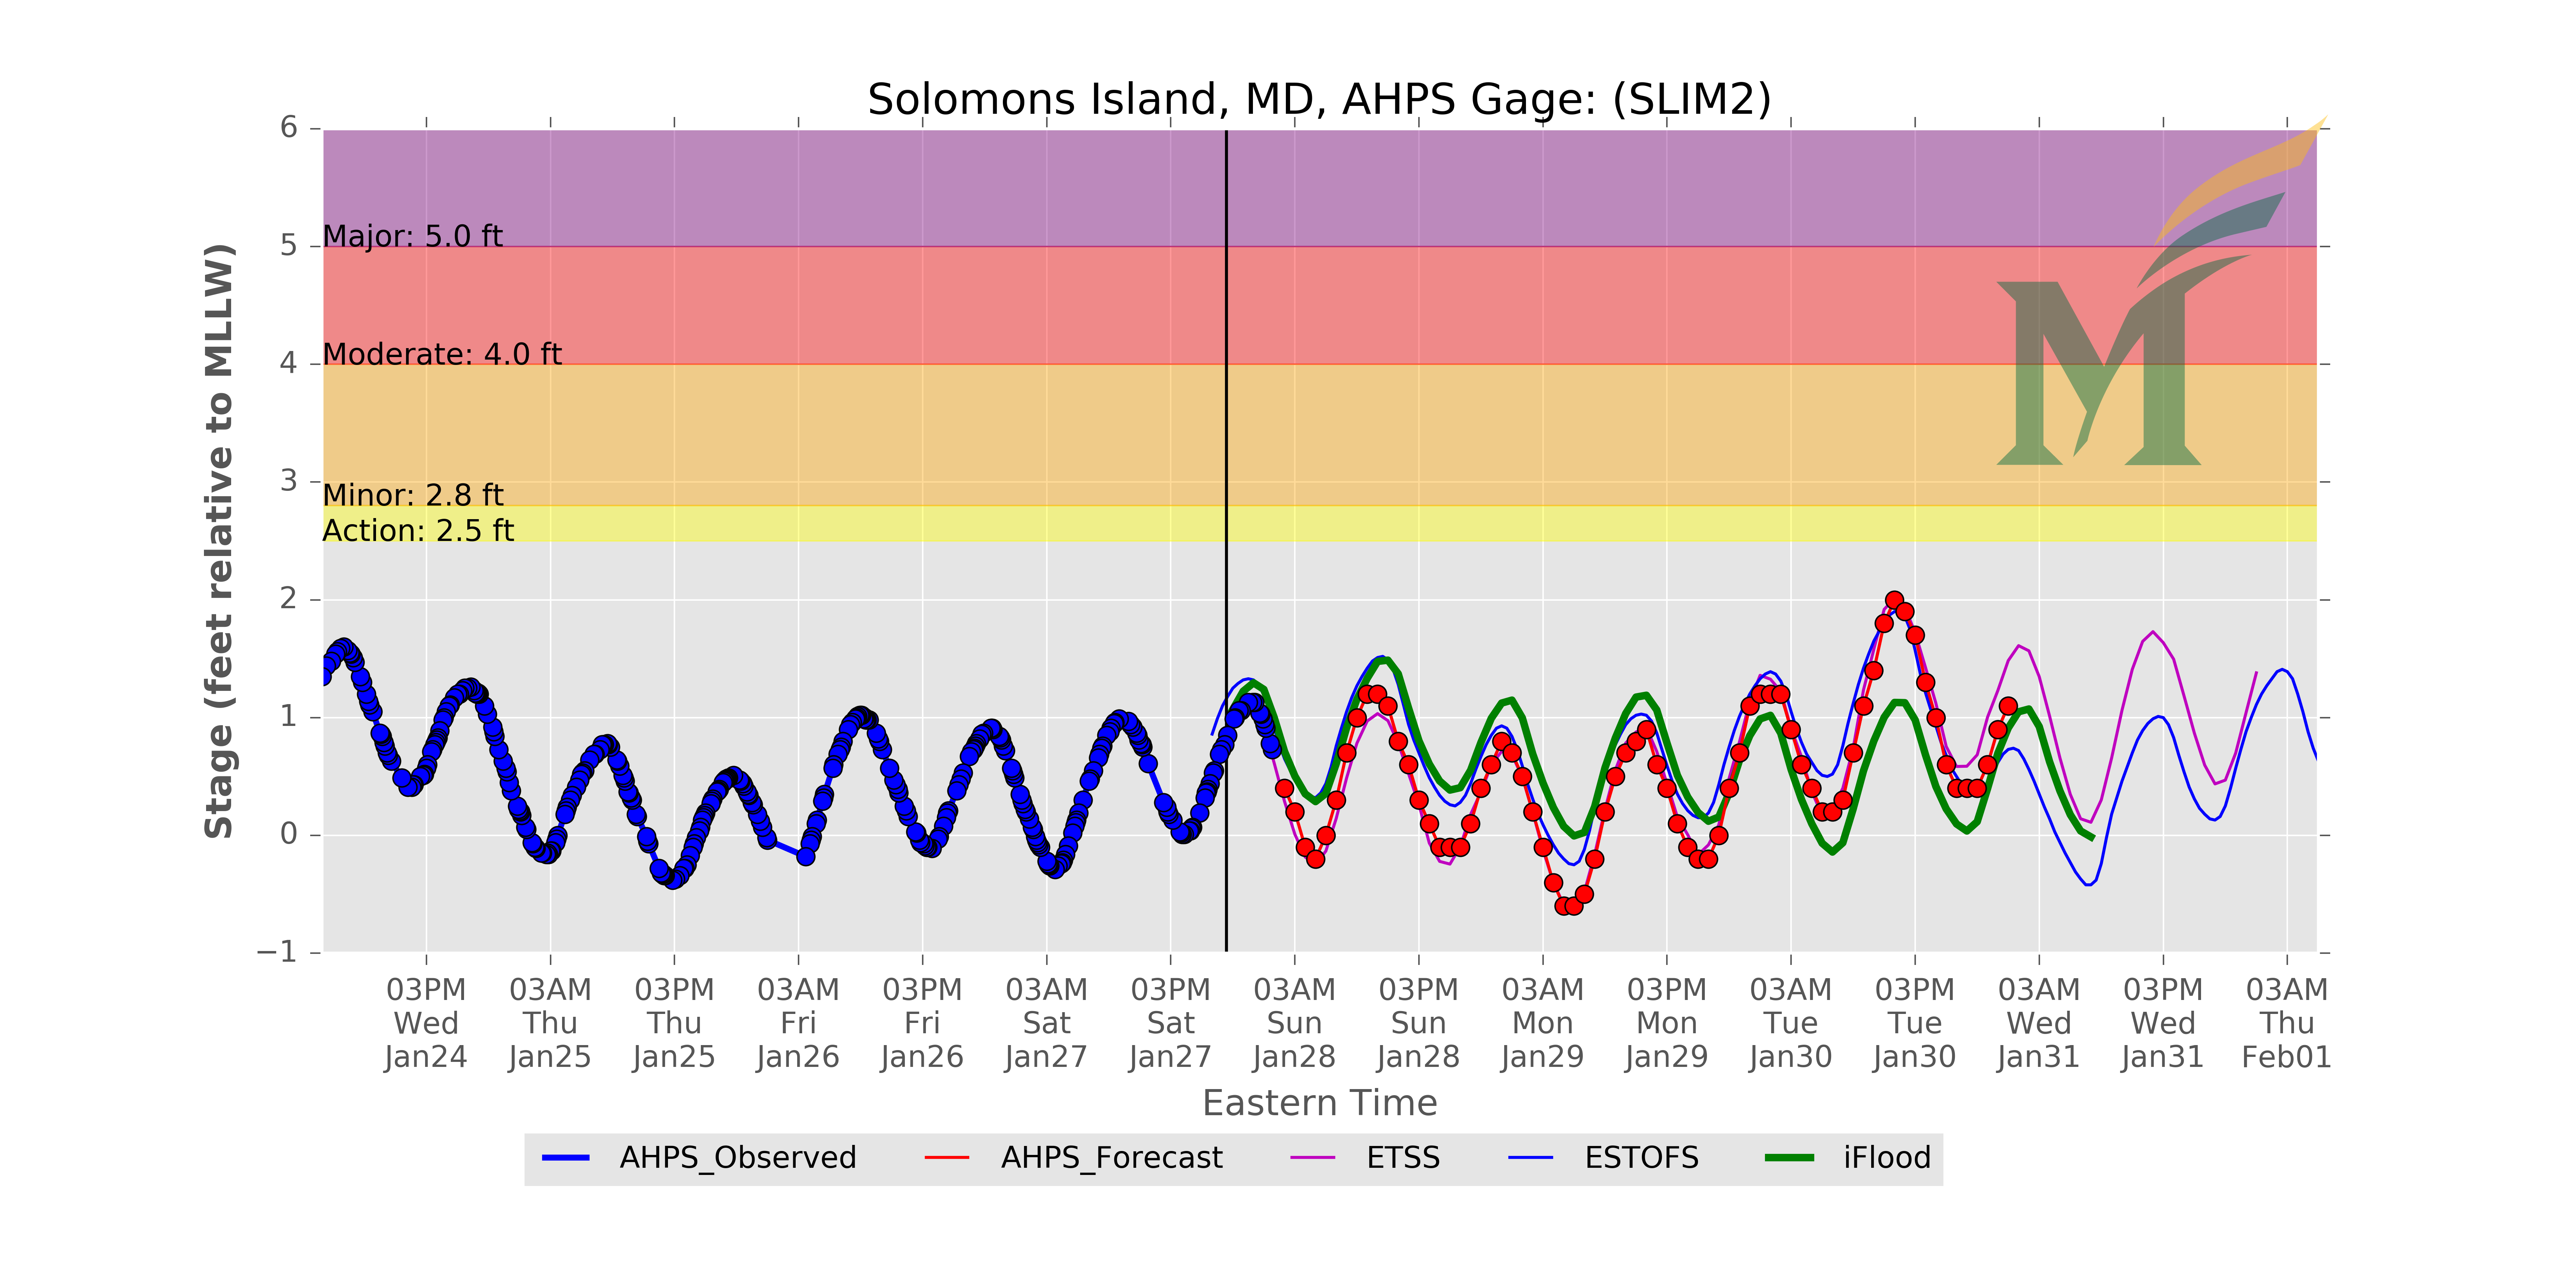 Solomons Island, MD, AHPS Gage: (SLIM2)
Stage (feet relative to MLLW)
6
5
4
3
2
1
0
−1
Major: 5.0 ft
Moderate: 4.0 ft
Minor: 2.8 ft
Action: 2.5 ft
M
03PM 03AM 03PM 03AM 03PM 03AM 03PM 03AM 03PM 03AM 03PM 03AM 03PM 03AM 03PM 03AM
Wed Thu Thu Fri Fri Sat Sat Sun Sun Mon Mon Tue Tue Wed Wed Thu
Jan24 Jan25 Jan25 Jan26 Jan26 Jan27 Jan27 Jan28 Jan28 Jan29 Jan29 Jan30 Jan30 Jan31 Jan31 Feb01
Eastern Time
AHPS_Observed AHPS_Forecast ETSS ESTOFS iFlood